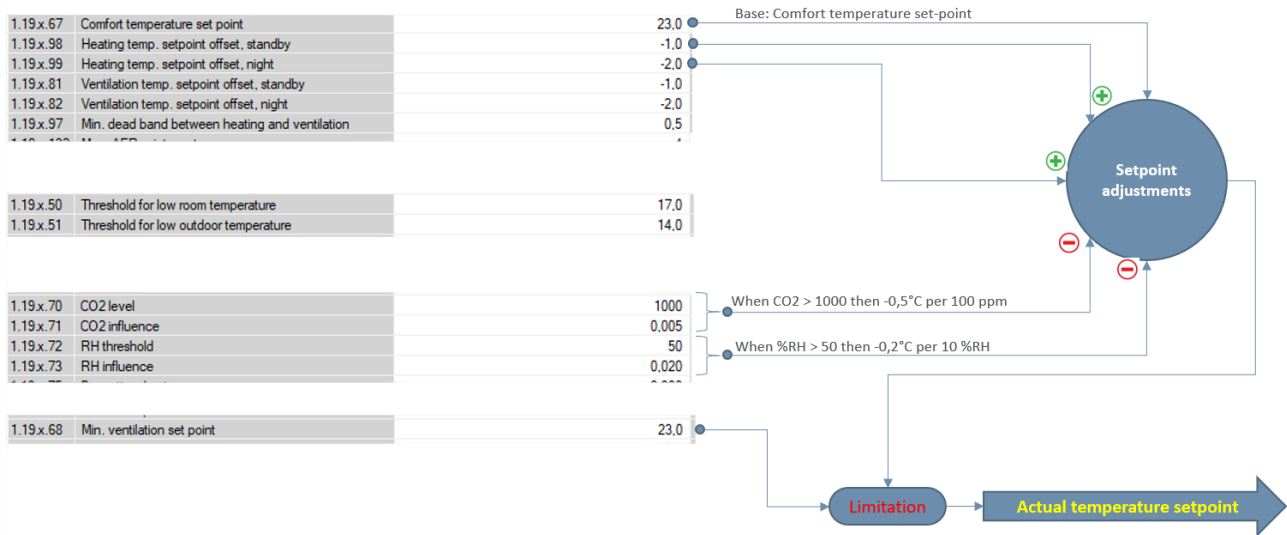 Base: Comfort temperature set-point
1.19.x.67 Comfort temperature set point 23,0
1.19.x.98 Heating temp. setpoint offset, standby -1,0
1.19.x.99 Heating temp. setpoint offset, night -2,0
1.19.x.81 Ventilation temp. setpoint offset, standby -1,0
1.19.x.82 Ventilation temp. setpoint offset, night -2,0
1.19.x.97 Min. dead band between heating and ventilation 0,5
Setpoint
adjustments
1.19.x.50 Threshold for low room temperature 17,0
1.19.x.51 Threshold for low outdoor temperature 14,0
1.19.x.70 CO2 level 1000
1.19.x.71 CO2 influence 0,005
When CO2 > 1000 then -0,5°C per 100 ppm
1.19.x.72 RH threshold 50
1.19.x.73 RH influence 0,020
When %RH > 50 then -0,2°C per 10 %RH
1.19.x.68 Min. ventilation set point 23,0
Limitation
Actual temperature setpoint